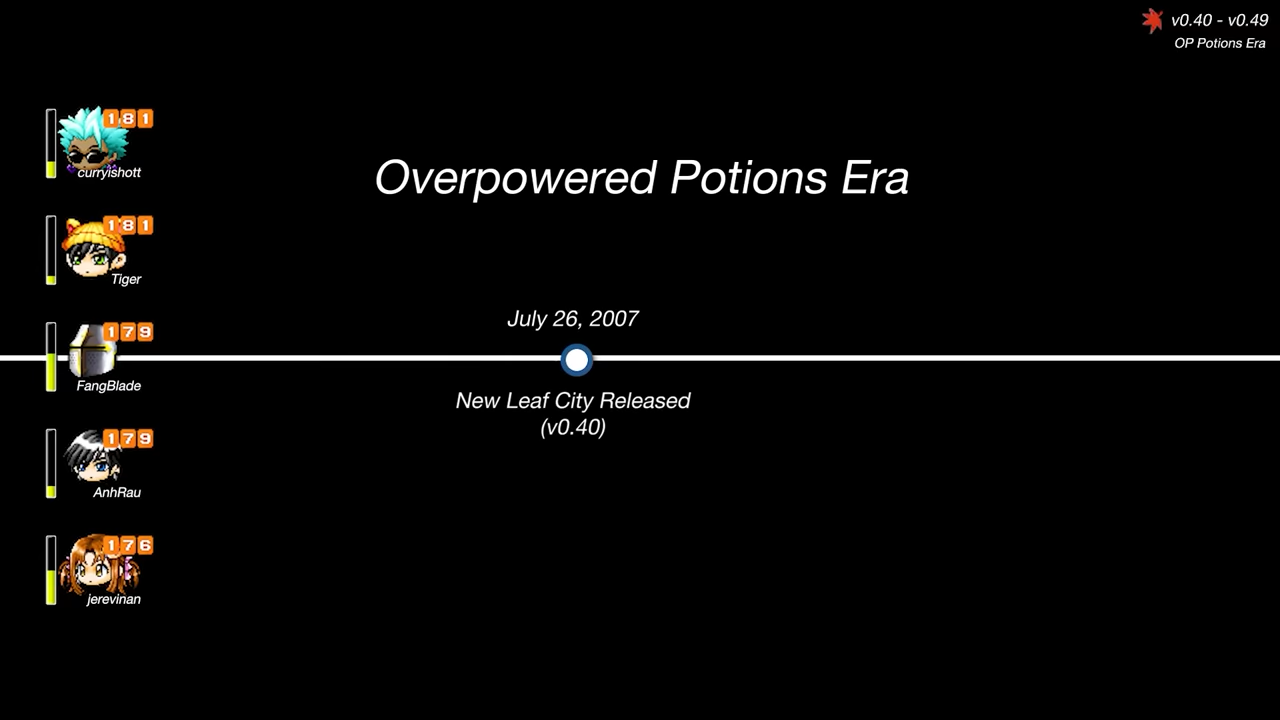 v0.40 - v0.49
OP Potions Era
181
curryishott
Overpowered Potions Era
181
Tiger
July 26, 2007
179
FangBlade
New Leaf City Released
(v0.40)
179
AnhRau
176
jerevinan